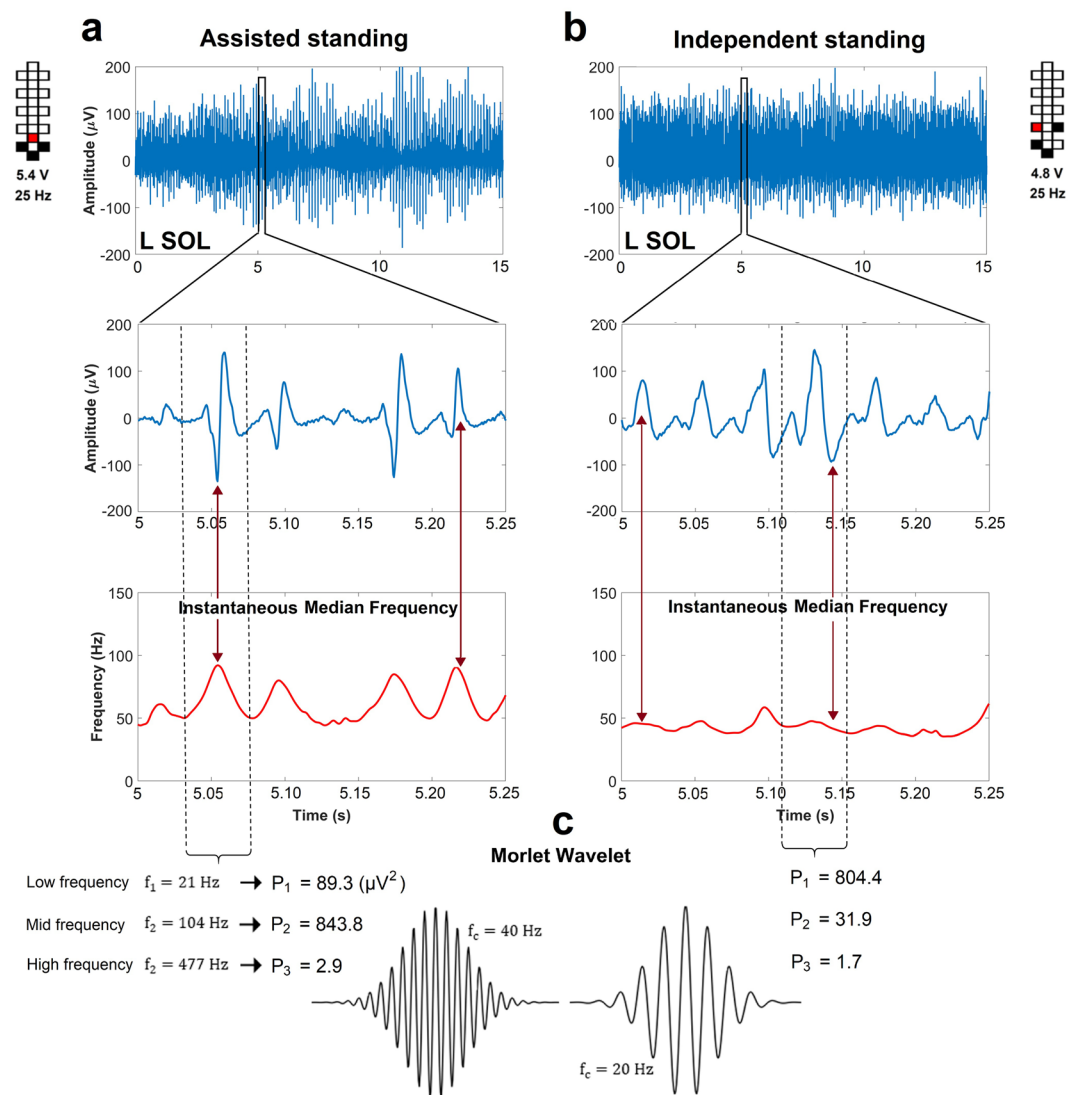 a
Assisted standing
b
Independent standing
5.4 V
25 Hz
200
100
0
-100
-200
Amplitude (µV)
L SOL
0
5
10
15
200
100
0
-100
-200
L SOL
0
5
10
15
4.8 V
25 Hz
200
100
0
-100
-200
Amplitude (µV)
5
5.05
5.10
5.15
5.20
5.25
200
100
0
-100
-200
5
5.05
5.10
5.15
5.20
5.25
150
100
50
0
Frequency (Hz)
Instantaneous Median Frequency
5
5.05
5.10
5.15
5.20
5.25
Time (s)
150
100
50
0
Instantaneous Median Frequency
5
5.05
5.10
5.15
5.20
5.25
Time (s)
c
Morlet Wavelet
Low frequency f₁ = 21 Hz → P₁ = 89.3 (µV²)
Mid frequency f₂ = 104 Hz → P₂ = 843.8
High frequency f₂ = 477 Hz → P₃ = 2.9
f_c = 40 Hz
f_c = 20 Hz
P₁ = 804.4
P₂ = 31.9
P₃ = 1.7